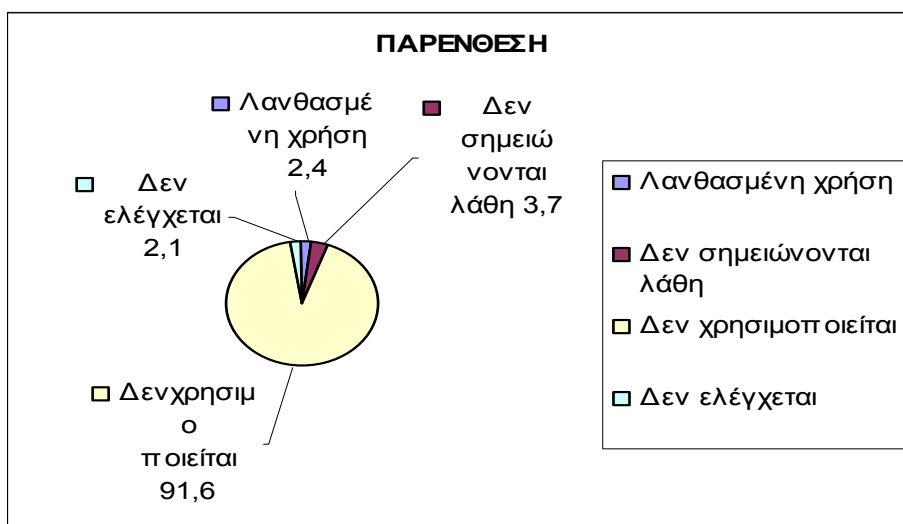 ΠΑΡΕΝΘΕΣΗ
Λανθασμέ
νη χρήση
2,4
Δεν
σημειώ
νονται
λάθη 3,7
Δεν
ελέγχεται
2,1
Δενχρησιμ
ο
ποιείται
91,6
Λανθασμένη χρήση
Δεν σημειώνονται
λάθη
Δεν χρησιμοποιείται
Δεν ελέγχεται